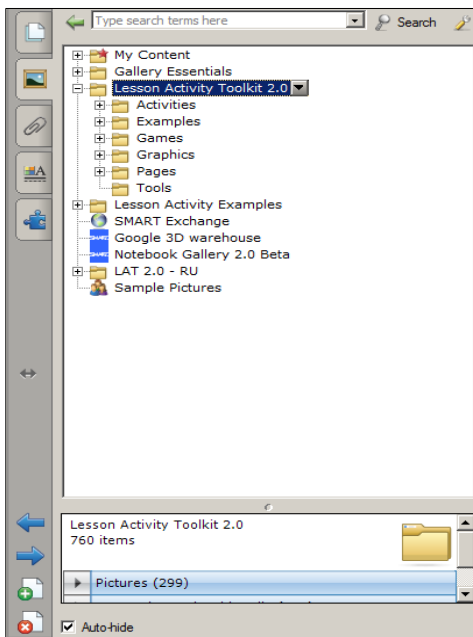 Type search terms here Search
My Content
Gallery Essentials
Lesson Activity Toolkit 2.0
Activities
Examples
Games
Graphics
Pages
Tools
Lesson Activity Examples
SMART Exchange
Google 3D warehouse
Notebook Gallery 2.0 Beta
LAT 2.0 - RU
Sample Pictures
Lesson Activity Toolkit 2.0
760 items
Pictures (299)
Auto-hide